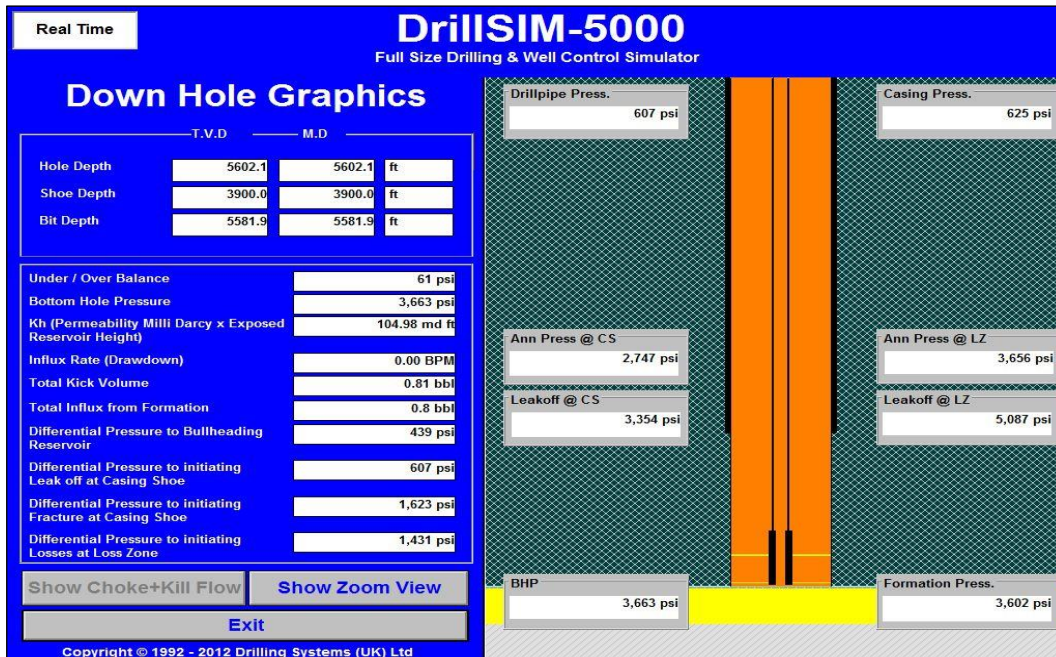 Real Time
DrillSIM-5000
Full Size Drilling & Well Control Simulator
Down Hole Graphics
T.V.D M.D
Hole Depth 5602.1 5602.1 ft
Shoe Depth 3900.0 3900.0 ft
Bit Depth 5581.9 5581.9 ft
Under / Over Balance 61 psi
Bottom Hole Pressure 3,663 psi
Kh (Permeability Milli Darcy x Exposed 104.98 md ft
Reservoir Height)
Influx Rate (Drawdown) 0.00 BPM
Total Kick Volume 0.81 bbl
Total Influx from Formation 0.8 bbl
Differential Pressure to Bullheading 439 psi
Reservoir
Differential Pressure to initiating 607 psi
Leak off at Casing Shoe
Differential Pressure to initiating 1,623 psi
Fracture at Casing Shoe
Differential Pressure to initiating 1,431 psi
Losses at Loss Zone
Show Choke+Kill Flow Show Zoom View
Exit
Copyright © 1992 - 2012 Drilling Systems (UK) Ltd
Drillpipe Press.
607 psi
Casing Press.
625 psi
Ann Press @ CS
2,747 psi
Ann Press @ LZ
3,656 psi
Leakoff @ CS
3,354 psi
Leakoff @ LZ
5,087 psi
BHP
3,663 psi
Formation Press.
3,602 psi